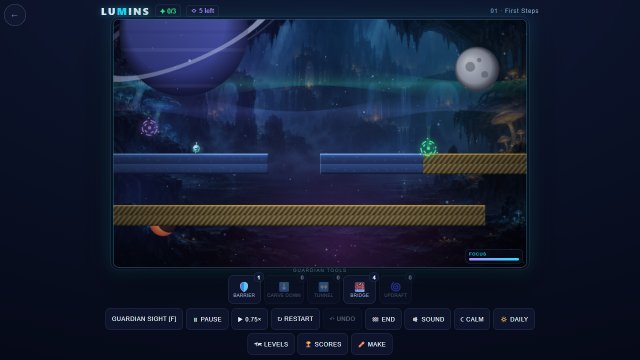 ←
LUMINS
✦ 0/3
5 left
91 · First Steps
FOCUS
GUARDIAN TOOLS
1
0
0
4
0
BARRIER
CARVE DOWN
TUNNEL
BRIDGE
UPDRAFT
GUARDIAN SIGHT [F]
⏸ PAUSE
▶ 0.75×
↻ RESTART
↶ UNDO
END
SOUND
☾ CALM
DAILY
LEVELS
SCORES
MAKE